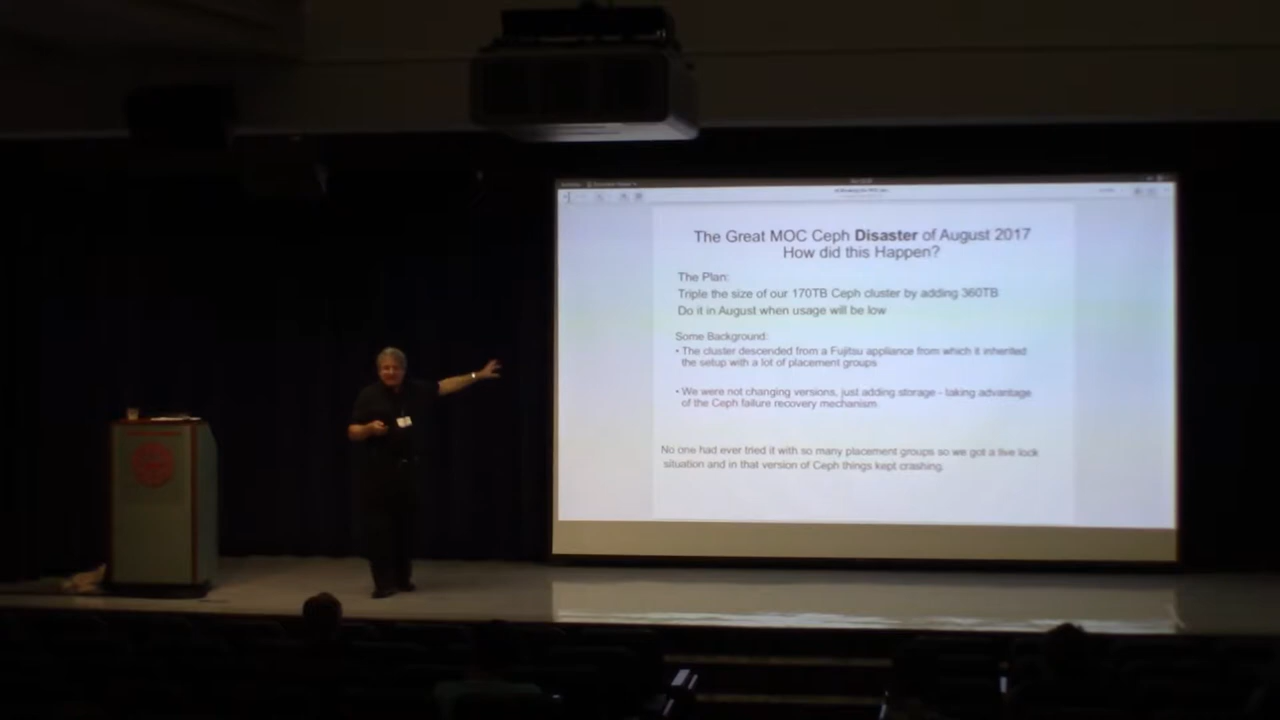 The Great MOC Ceph Disaster of August 2017
How did this Happen?
The Plan:
Triple the size of our 170TB Ceph cluster by adding 360TB
Do it in August when usage will be low
Some Background:
• The cluster descended from a Fujitsu appliance from which it inherited
the setup with a lot of placement groups
• We were not changing versions, just adding storage - taking advantage
of the Ceph failure recovery mechanism
No one had ever tried it with so many placement groups so we got a live lock
situation and in that version of Ceph things kept crashing.